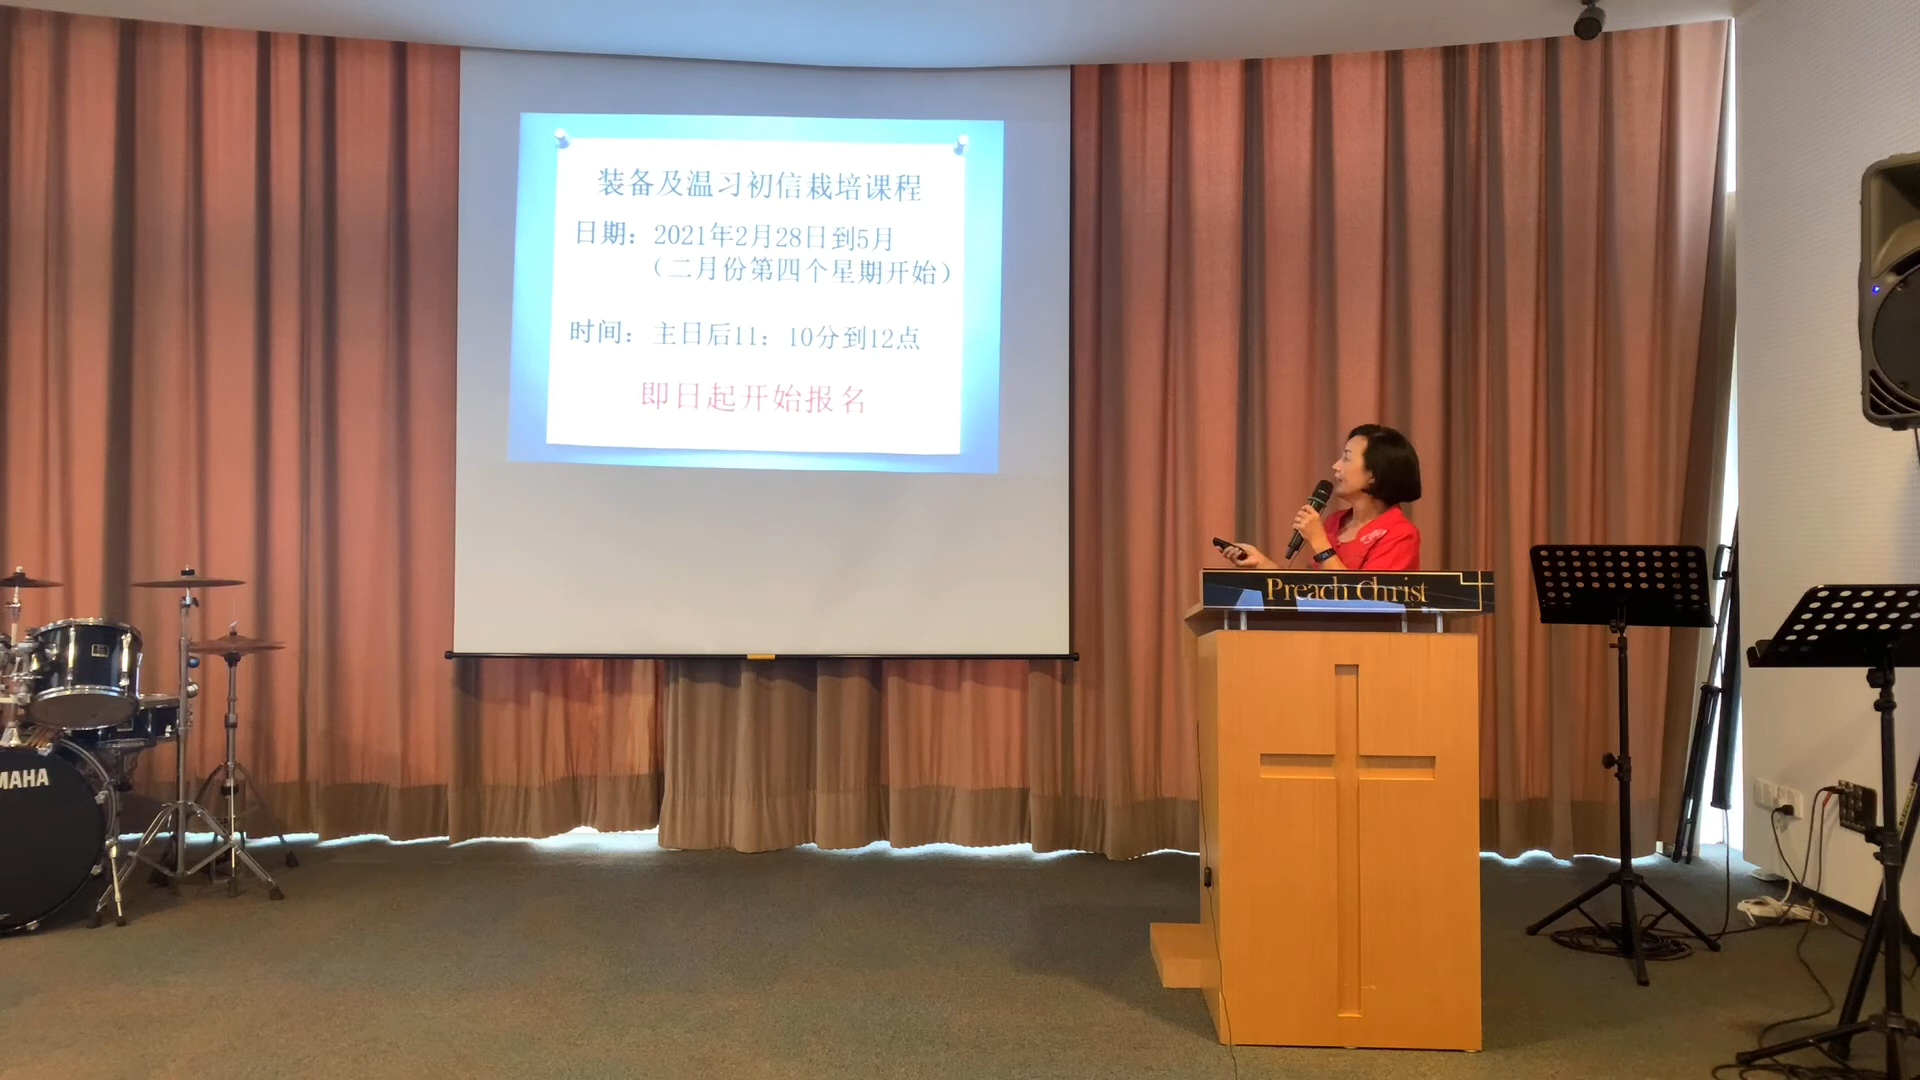 装备及温习初信栽培课程
日期：2021年2月28日到5月
（二月份第四个星期开始）
时间：主日后11：10分到12点
即日起开始报名
Preach Christ
MAHA